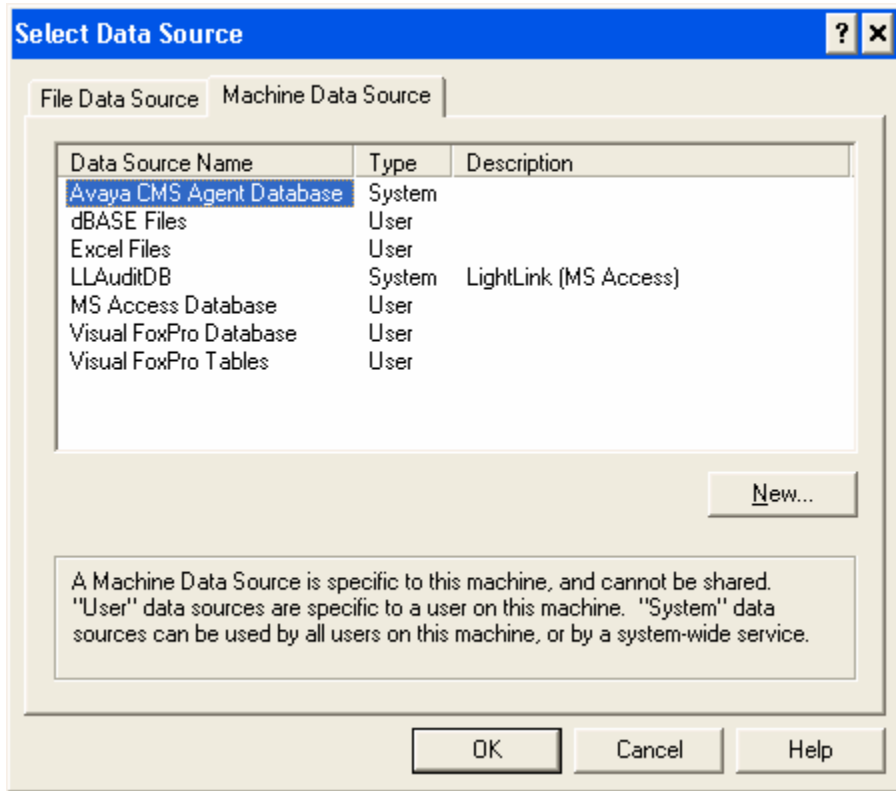 Select Data Source
File Data Source Machine Data Source
Data Source Name Type Description
Avaya CMS Agent Database System
dBASE Files User
Excel Files User
LLAuditDB System LightLink (MS Access)
MS Access Database User
Visual FoxPro Database User
Visual FoxPro Tables User
New...
A Machine Data Source is specific to this machine, and cannot be shared.
"User" data sources are specific to a user on this machine. "System" data
sources can be used by all users on this machine, or by a system-wide service.
OK Cancel Help